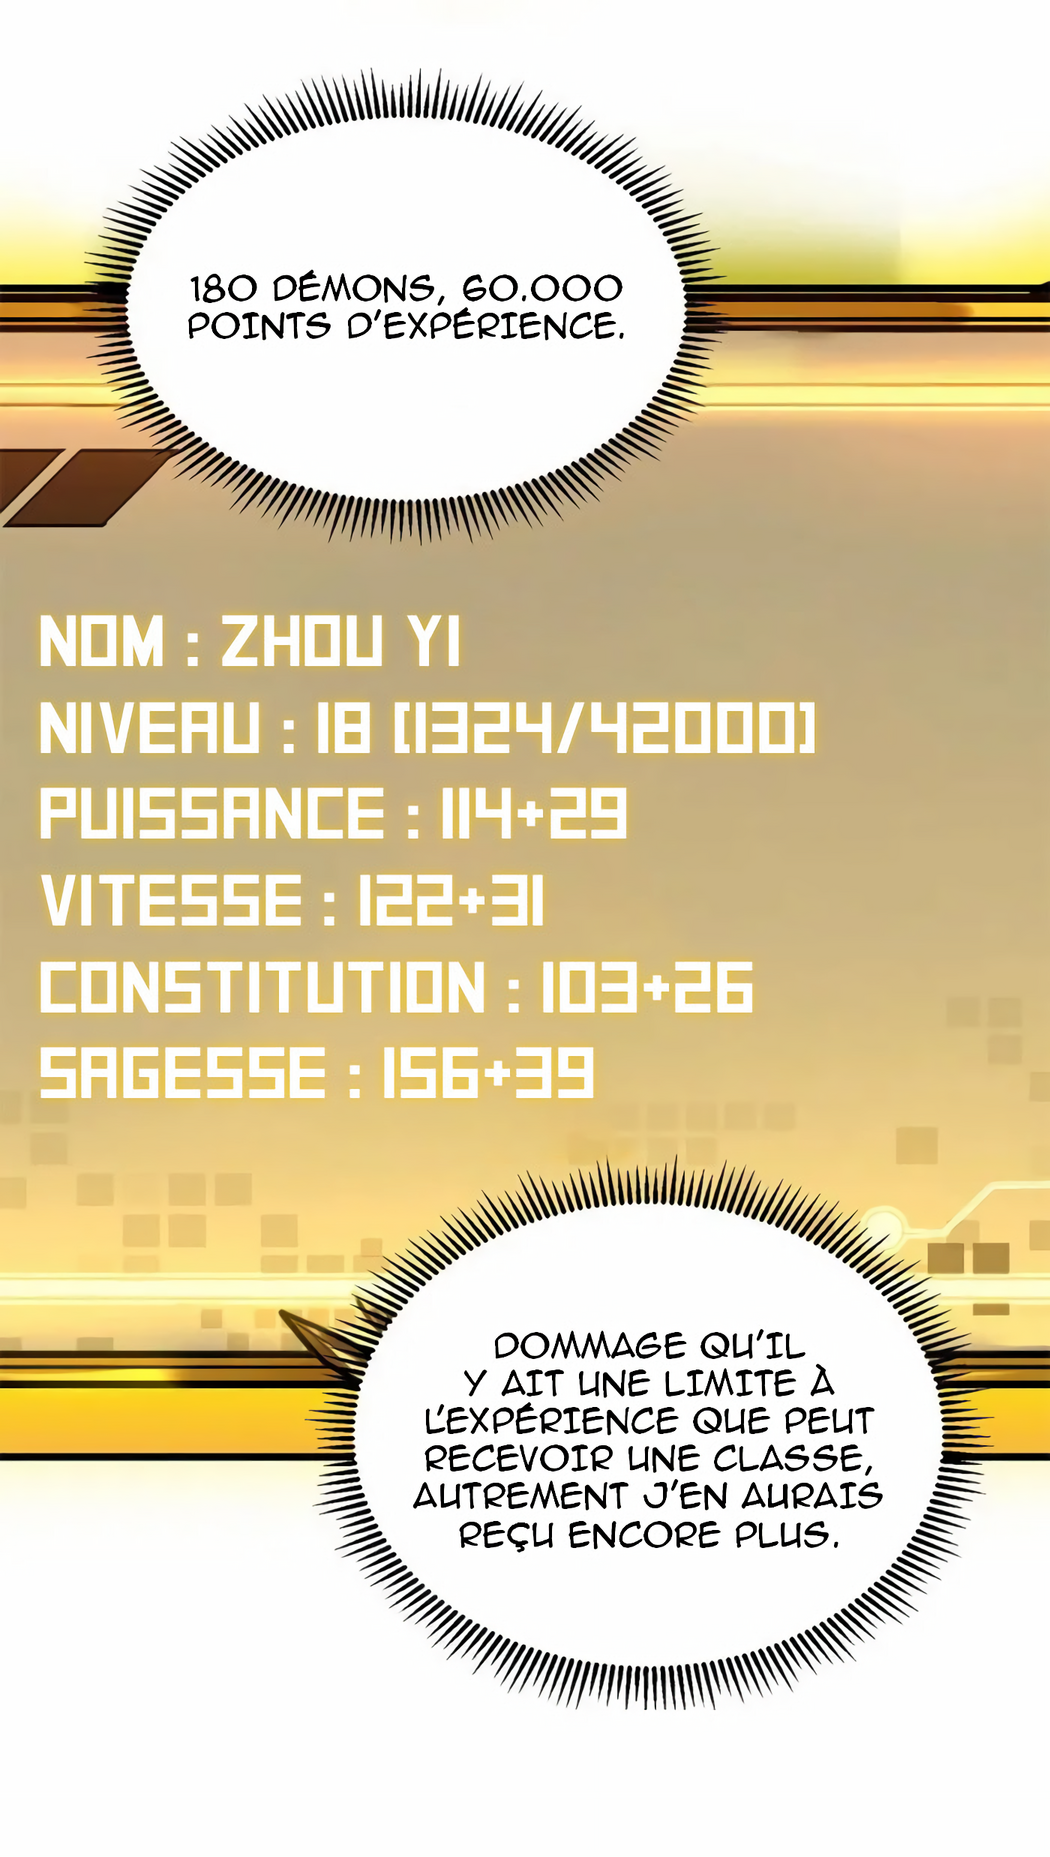 180 DÉMONS, 60.000
POINTS D'EXPÉRIENCE.
NOM : ZHOU YI
NIVEAU : 18 [1324/42000]
PUISSANCE : 114+29
VITESSE : 122+31
CONSTITUTION : 103+26
SAGESSE : 156+39
DOMMAGE QU'IL
Y AIT UNE LIMITE À
L'EXPÉRIENCE QUE PEUT
RECEVOIR UNE CLASSE,
AUTREMENT J'EN AURAIS
REÇU ENCORE PLUS.